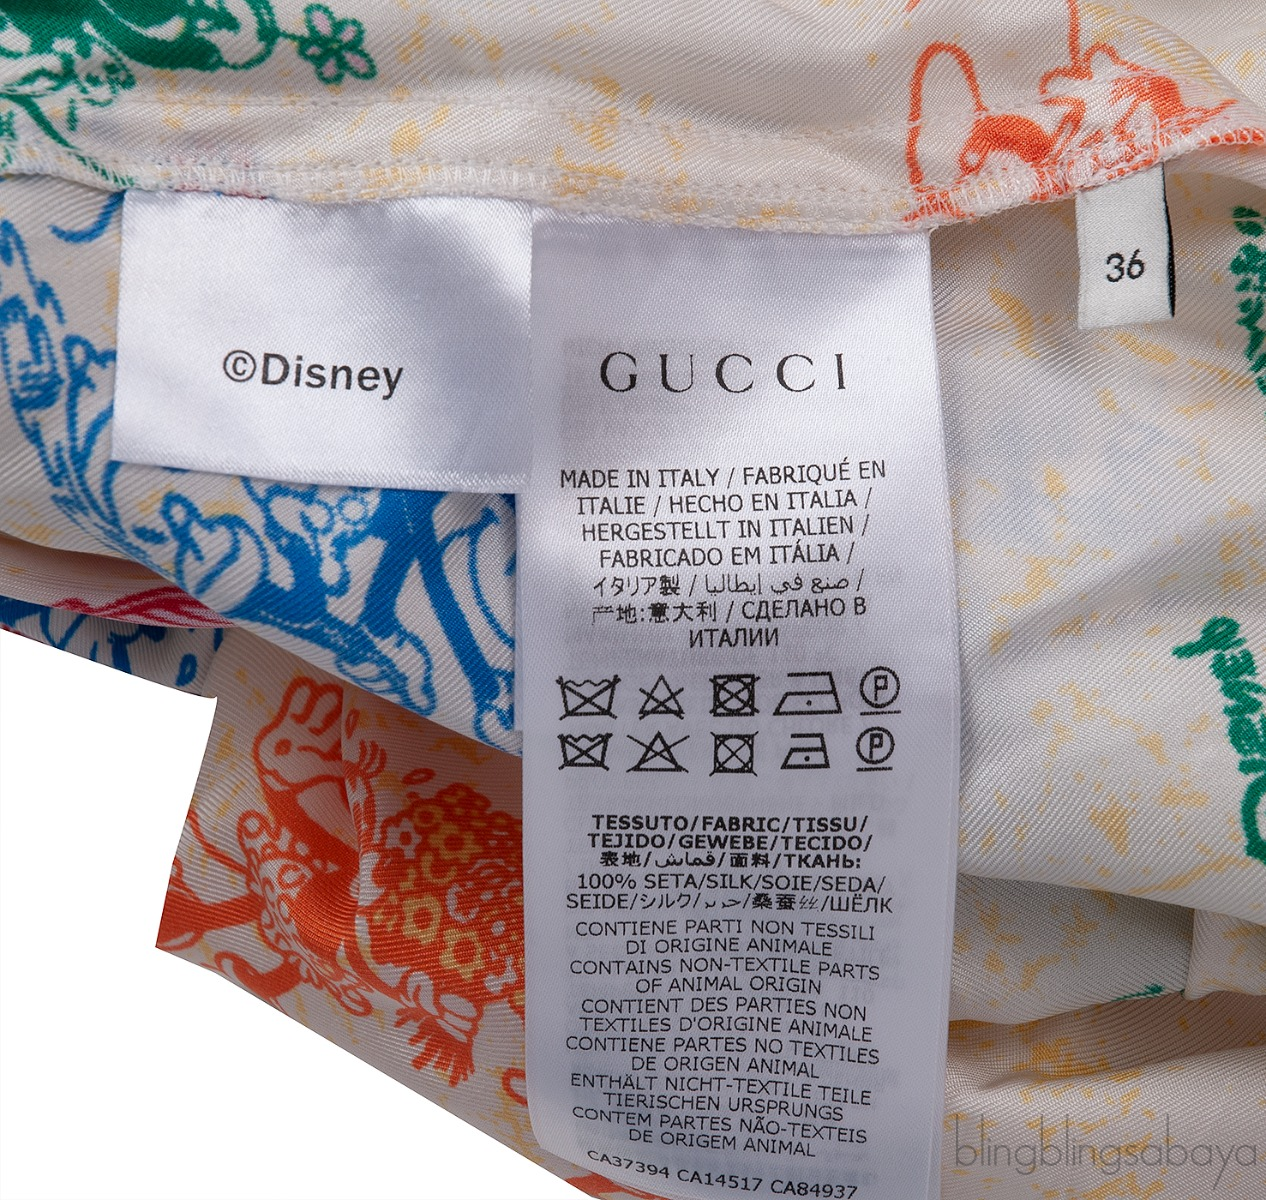 ©Disney
GUCCI
36
MADE IN ITALY / FABRIQUÉ EN
ITALIE / HECHO EN ITALIA /
HERGESTELLT IN ITALIEN /
FABRICADO EM ITÁLIA /
イタリア製 / صنع في إيطاليا /
产地:意大利 / СДЕЛАНО В
ИТАЛИИ
P
P
TESSUTO/FABRIC/TISSU/
TEJIDO/GEWEBE/TECIDO/
表地/قماش/面料/ТКАНЬ:
100% SETA/SILK/SOIE/SEDA/
SEIDE/シルク/حرير/桑蚕丝/ШЁЛК
CONTIENE PARTI NON TESSILI
DI ORIGINE ANIMALE
CONTAINS NON-TEXTILE PARTS
OF ANIMAL ORIGIN
CONTIENT DES PARTIES NON
TEXTILES D'ORIGINE ANIMALE
CONTIENE PARTES NO TEXTILES
DE ORIGEN ANIMAL
ENTHÄLT NICHT-TEXTILE TEILE
TIERISCHEN URSPRUNGS
CONTEM PARTES NÃO-TEXTEIS
DE ORIGEM ANIMAL
CA37394 CA14517 CA84937
blingblingsabaya